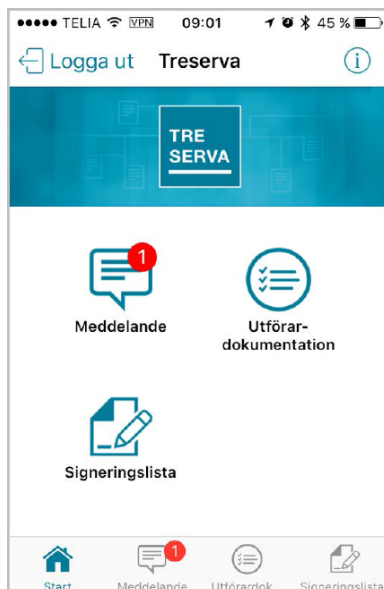 TELIA VPN 09:01 45 %
Logga ut Treserva
TRE
SERVA
1
Meddelande
Utförar-
dokumentation
Signeringslista
1
Start Meddelande Utfördok... Signeringslista